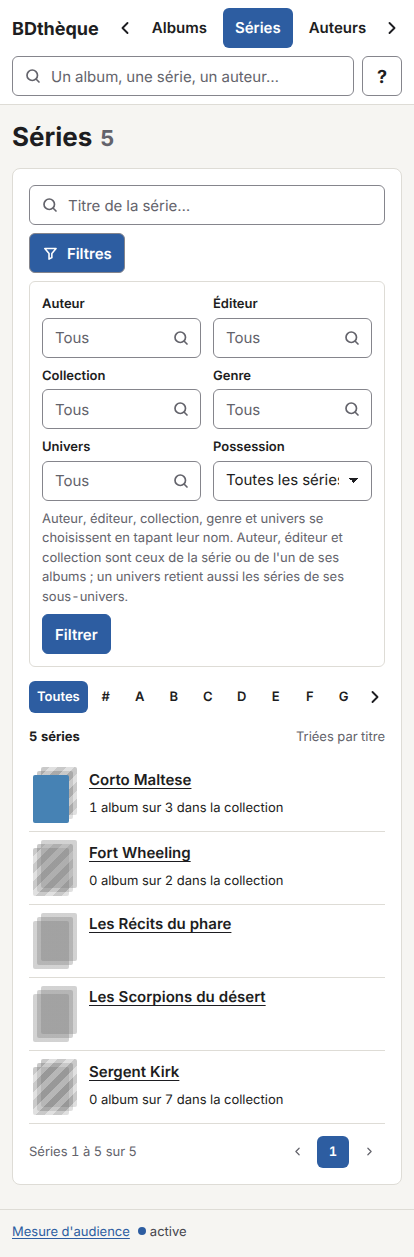 BDthèque Albums Séries Auteurs
Un album, une série, un auteur... ?
Séries 5
Titre de la série...
Filtres
Auteur Éditeur
Tous Tous
Collection Genre
Tous Tous
Univers Possession
Tous Toutes les séries
Auteur, éditeur, collection, genre et univers se
choisissent en tapant leur nom. Auteur, éditeur et
collection sont ceux de la série ou de l'un de ses
albums ; un univers retient aussi les séries de ses
sous-univers.
Filtrer
Toutes # A B C D E F G
5 séries Triées par titre
Corto Maltese
1 album sur 3 dans la collection
Fort Wheeling
0 album sur 2 dans la collection
Les Récits du phare
Les Scorpions du désert
Sergent Kirk
0 album sur 7 dans la collection
Séries 1 à 5 sur 5 1
Mesure d'audience active